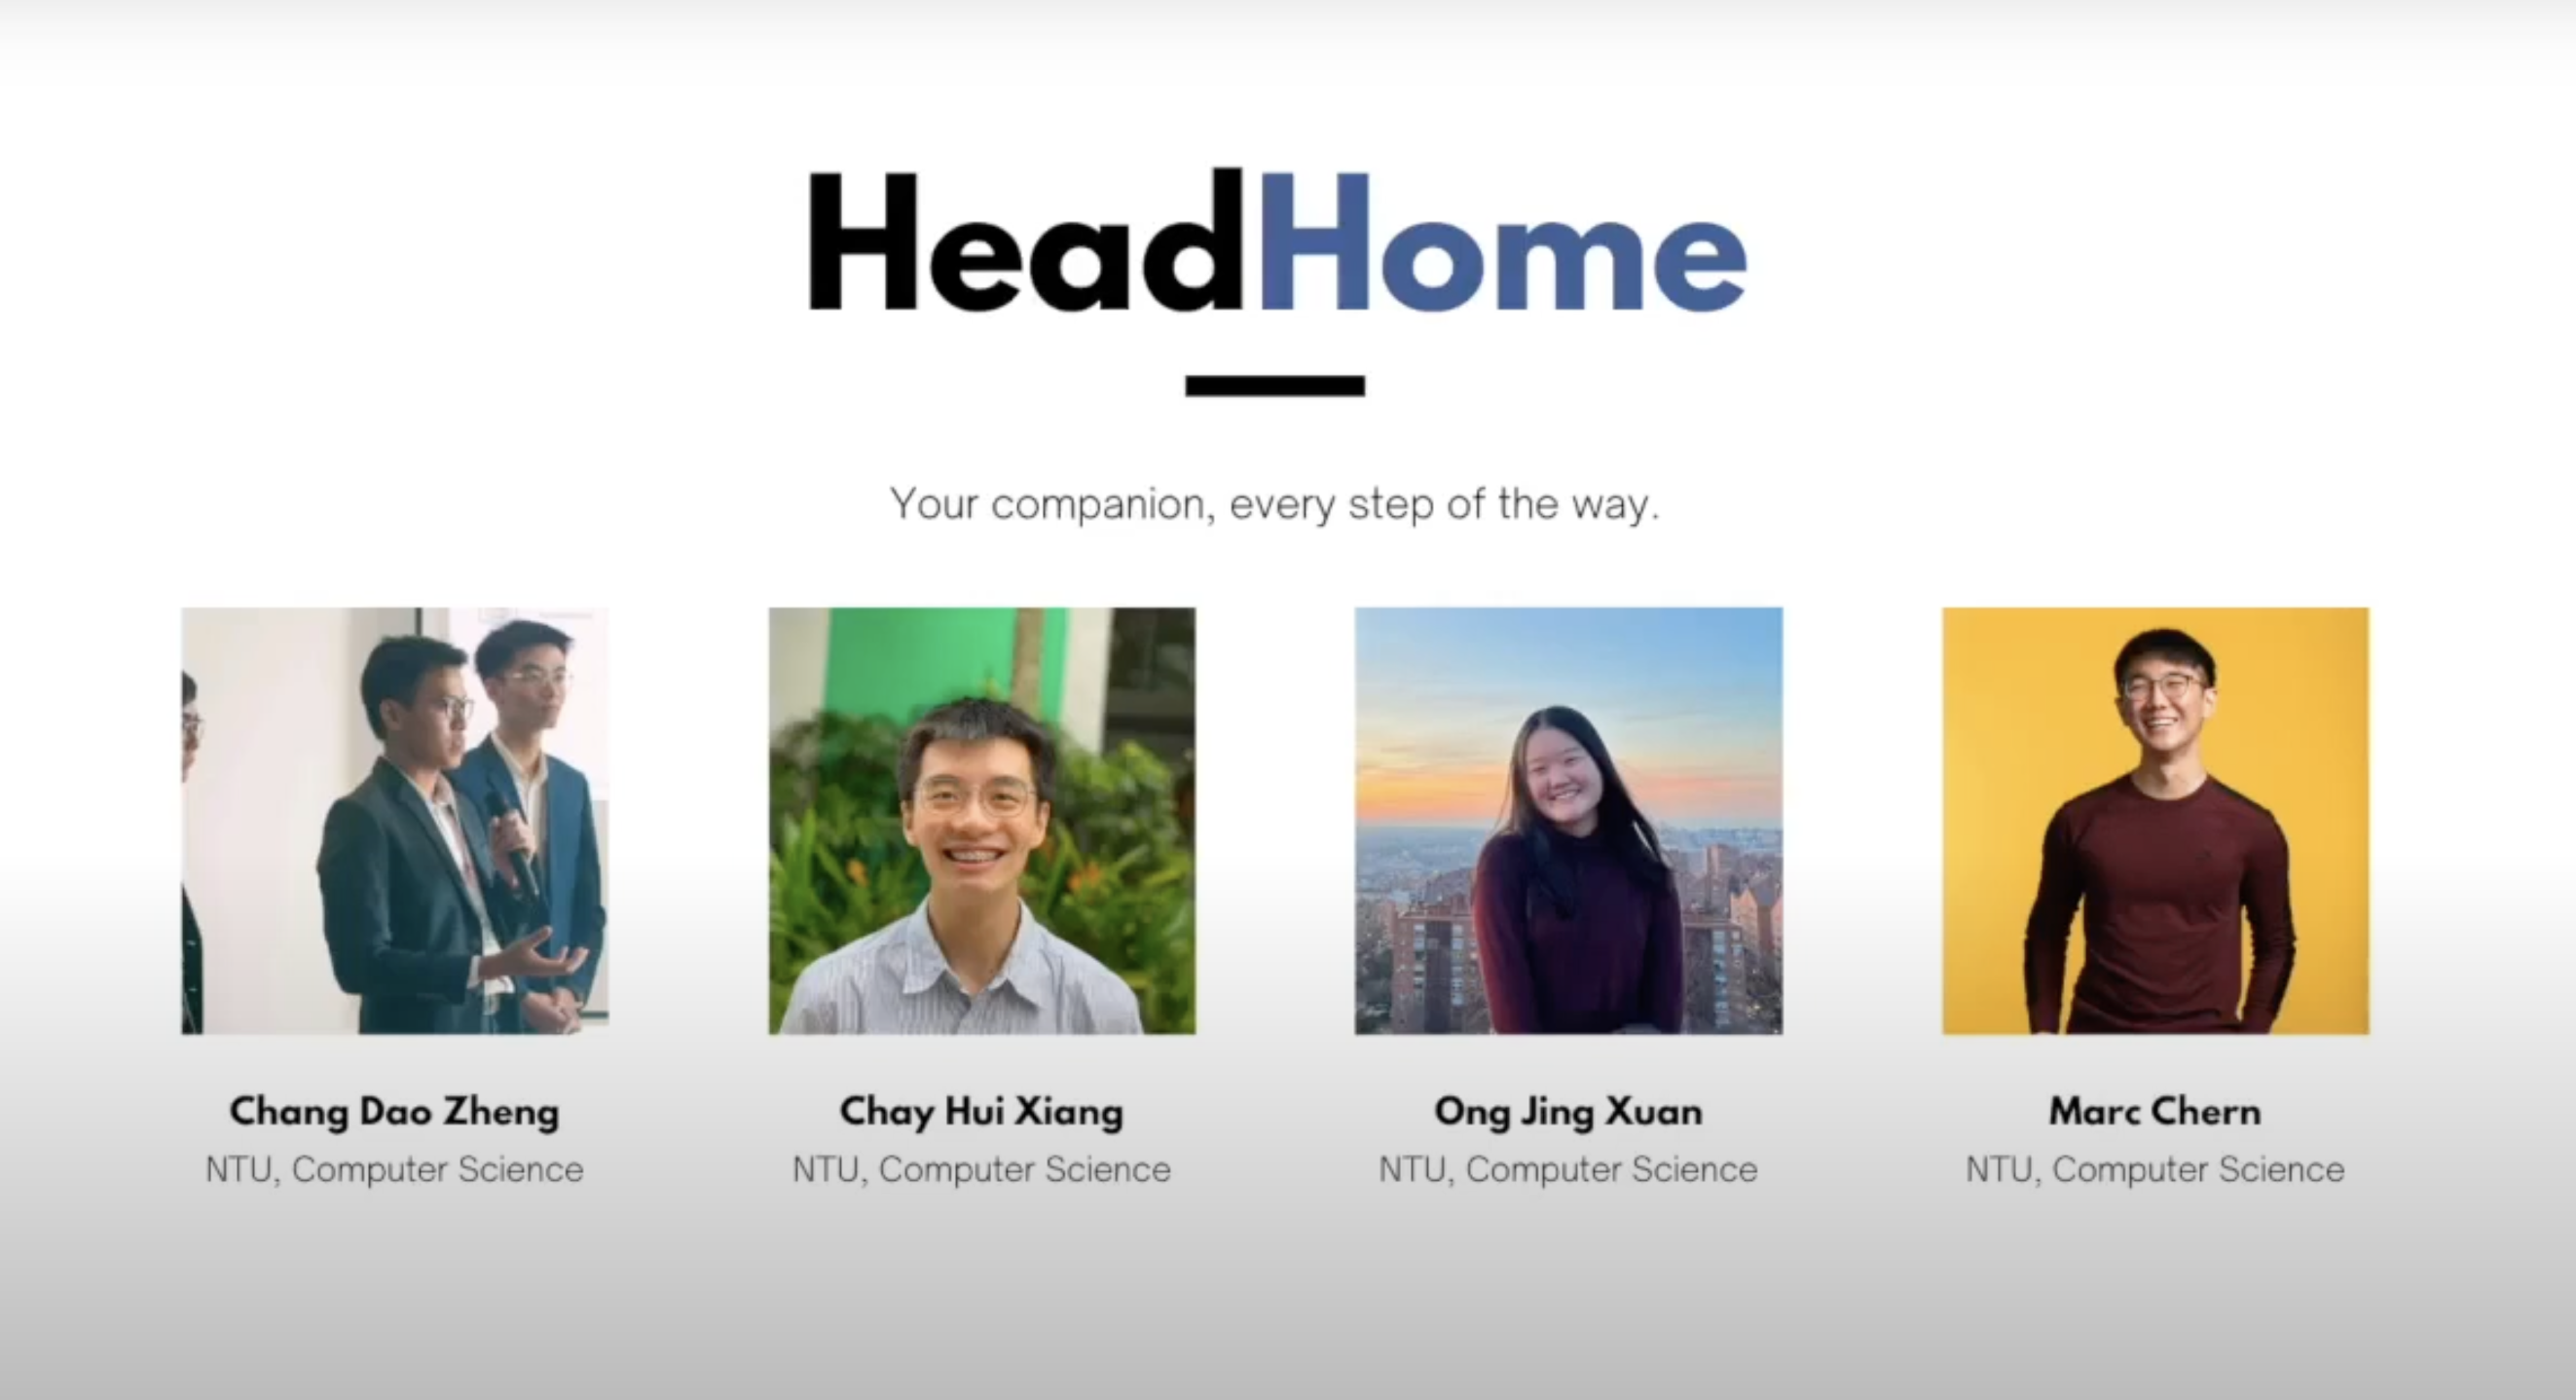 HeadHome
Your companion, every step of the way.
Chang Dao Zheng
NTU, Computer Science
Chay Hui Xiang
NTU, Computer Science
Ong Jing Xuan
NTU, Computer Science
Marc Chern
NTU, Computer Science